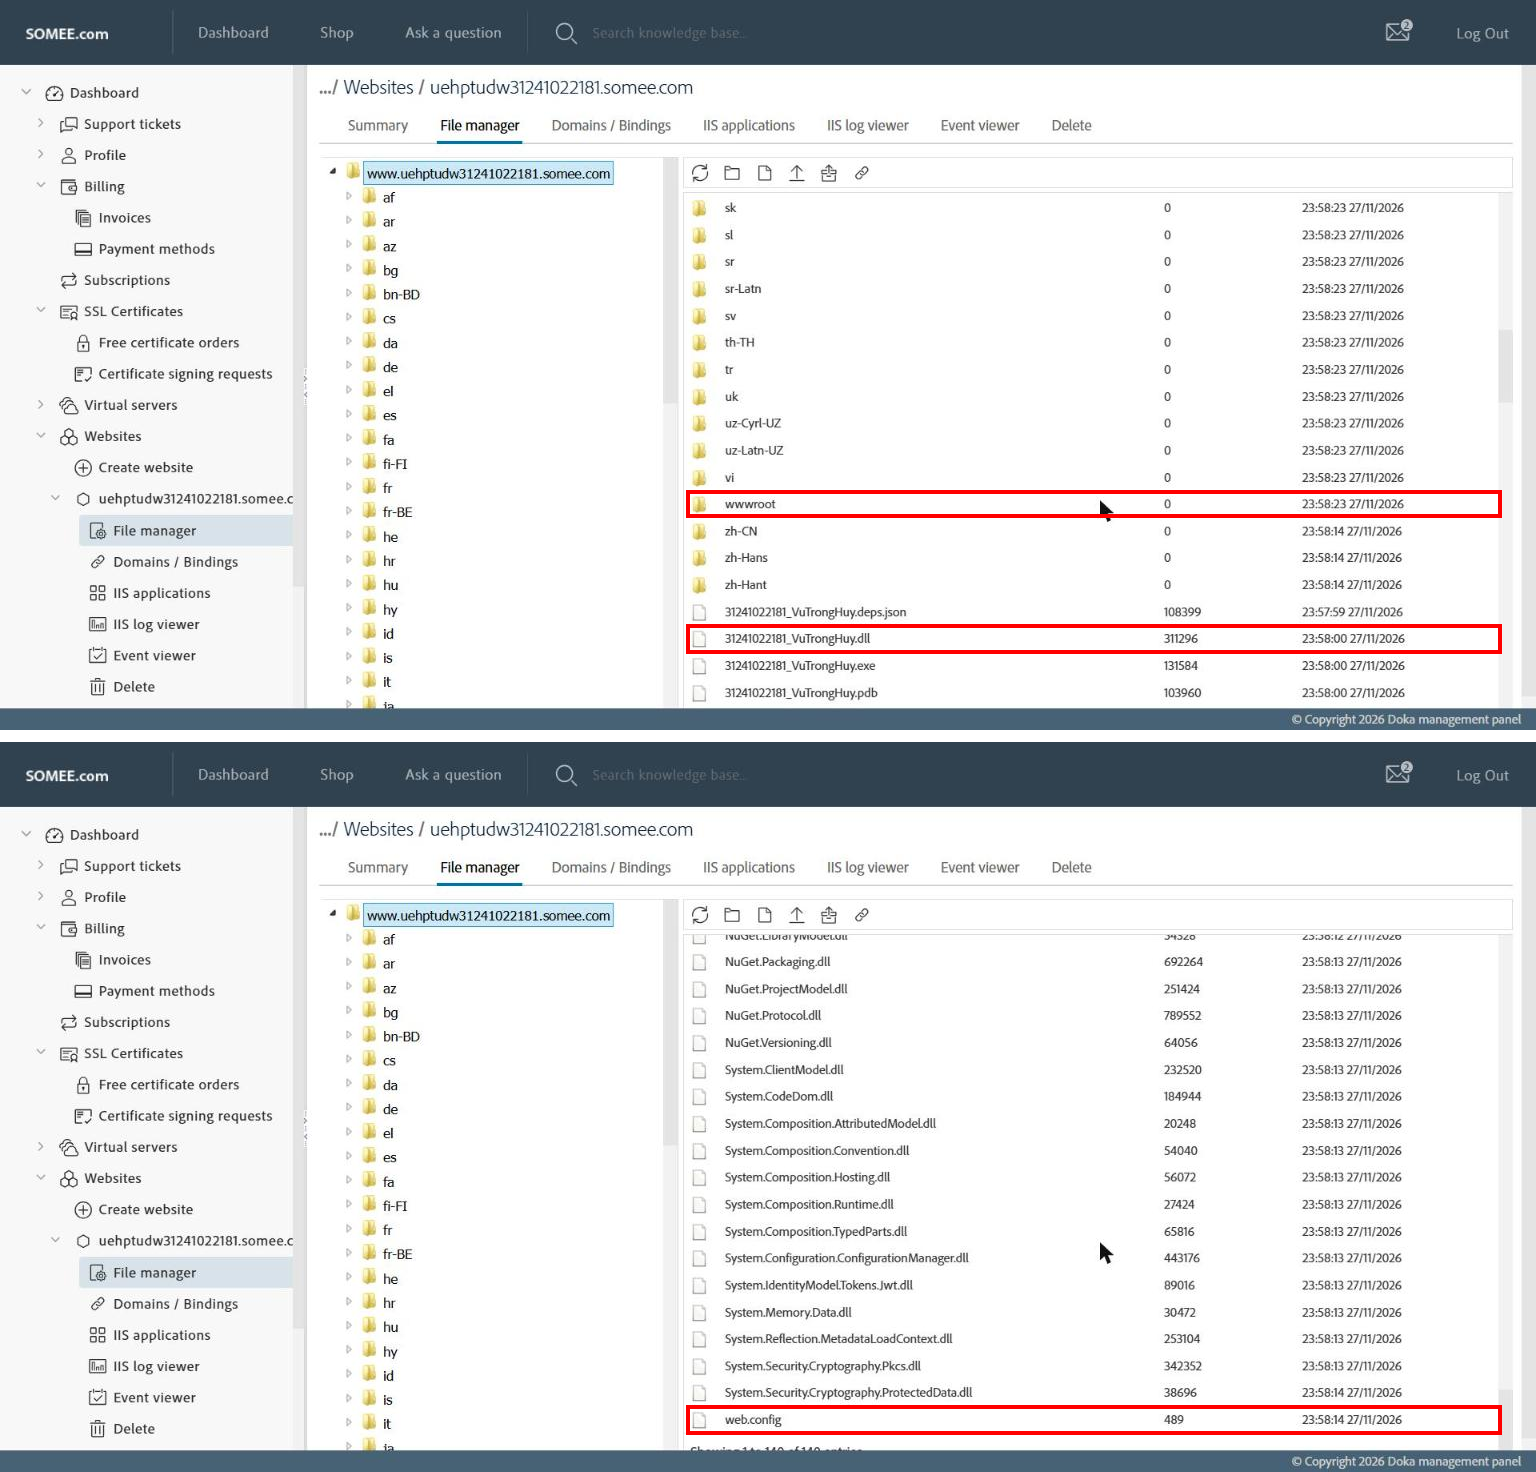 SOMEE.com Dashboard Shop Ask a question Search knowledge base... 2 Log Out
Dashboard
Support tickets
Profile
Billing
Invoices
Payment methods
Subscriptions
SSL Certificates
Free certificate orders
Certificate signing requests
Virtual servers
Websites
Create website
uehptudw31241022181.somee.c
File manager
Domains / Bindings
IIS applications
IIS log viewer
Event viewer
Delete
.../ Websites / uehptudw31241022181.somee.com
Summary File manager Domains / Bindings IIS applications IIS log viewer Event viewer Delete
www.uehptudw31241022181.somee.com
af
ar
az
bg
bn-BD
cs
da
de
el
es
fa
fi-FI
fr
fr-BE
he
hr
hu
hy
id
is
it
ja
sk 0 23:58:23 27/11/2026
sl 0 23:58:23 27/11/2026
sr 0 23:58:23 27/11/2026
sr-Latn 0 23:58:23 27/11/2026
sv 0 23:58:23 27/11/2026
th-TH 0 23:58:23 27/11/2026
tr 0 23:58:23 27/11/2026
uk 0 23:58:23 27/11/2026
uz-Cyrl-UZ 0 23:58:23 27/11/2026
uz-Latn-UZ 0 23:58:23 27/11/2026
vi 0 23:58:23 27/11/2026
wwwroot 0 23:58:23 27/11/2026
zh-CN 0 23:58:14 27/11/2026
zh-Hans 0 23:58:14 27/11/2026
zh-Hant 0 23:58:14 27/11/2026
31241022181_VuTrongHuy.deps.json 108399 23:57:59 27/11/2026
31241022181_VuTrongHuy.dll 311296 23:58:00 27/11/2026
31241022181_VuTrongHuy.exe 131584 23:58:00 27/11/2026
31241022181_VuTrongHuy.pdb 103960 23:58:00 27/11/2026
© Copyright 2026 Doka management panel
SOMEE.com Dashboard Shop Ask a question Search knowledge base... 2 Log Out
Dashboard
Support tickets
Profile
Billing
Invoices
Payment methods
Subscriptions
SSL Certificates
Free certificate orders
Certificate signing requests
Virtual servers
Websites
Create website
uehptudw31241022181.somee.c
File manager
Domains / Bindings
IIS applications
IIS log viewer
Event viewer
Delete
.../ Websites / uehptudw31241022181.somee.com
Summary File manager Domains / Bindings IIS applications IIS log viewer Event viewer Delete
www.uehptudw31241022181.somee.com
af
ar
az
bg
bn-BD
cs
da
de
el
es
fa
fi-FI
fr
fr-BE
he
hr
hu
hy
id
is
it
ja
NuGet.LibraryModel.dll 34328 23:58:12 27/11/2026
NuGet.Packaging.dll 692264 23:58:13 27/11/2026
NuGet.ProjectModel.dll 251424 23:58:13 27/11/2026
NuGet.Protocol.dll 789552 23:58:13 27/11/2026
NuGet.Versioning.dll 64056 23:58:13 27/11/2026
System.ClientModel.dll 232520 23:58:13 27/11/2026
System.CodeDom.dll 184944 23:58:13 27/11/2026
System.Composition.AttributedModel.dll 20248 23:58:13 27/11/2026
System.Composition.Convention.dll 54040 23:58:13 27/11/2026
System.Composition.Hosting.dll 56072 23:58:13 27/11/2026
System.Composition.Runtime.dll 27424 23:58:13 27/11/2026
System.Composition.TypedParts.dll 65816 23:58:13 27/11/2026
System.Configuration.ConfigurationManager.dll 443176 23:58:13 27/11/2026
System.IdentityModel.Tokens.Jwt.dll 89016 23:58:13 27/11/2026
System.Memory.Data.dll 30472 23:58:13 27/11/2026
System.Reflection.MetadataLoadContext.dll 253104 23:58:13 27/11/2026
System.Security.Cryptography.Pkcs.dll 342352 23:58:13 27/11/2026
System.Security.Cryptography.ProtectedData.dll 38696 23:58:14 27/11/2026
web.config 489 23:58:14 27/11/2026
Showing 1 to 140 of 140 entries
© Copyright 2026 Doka management panel